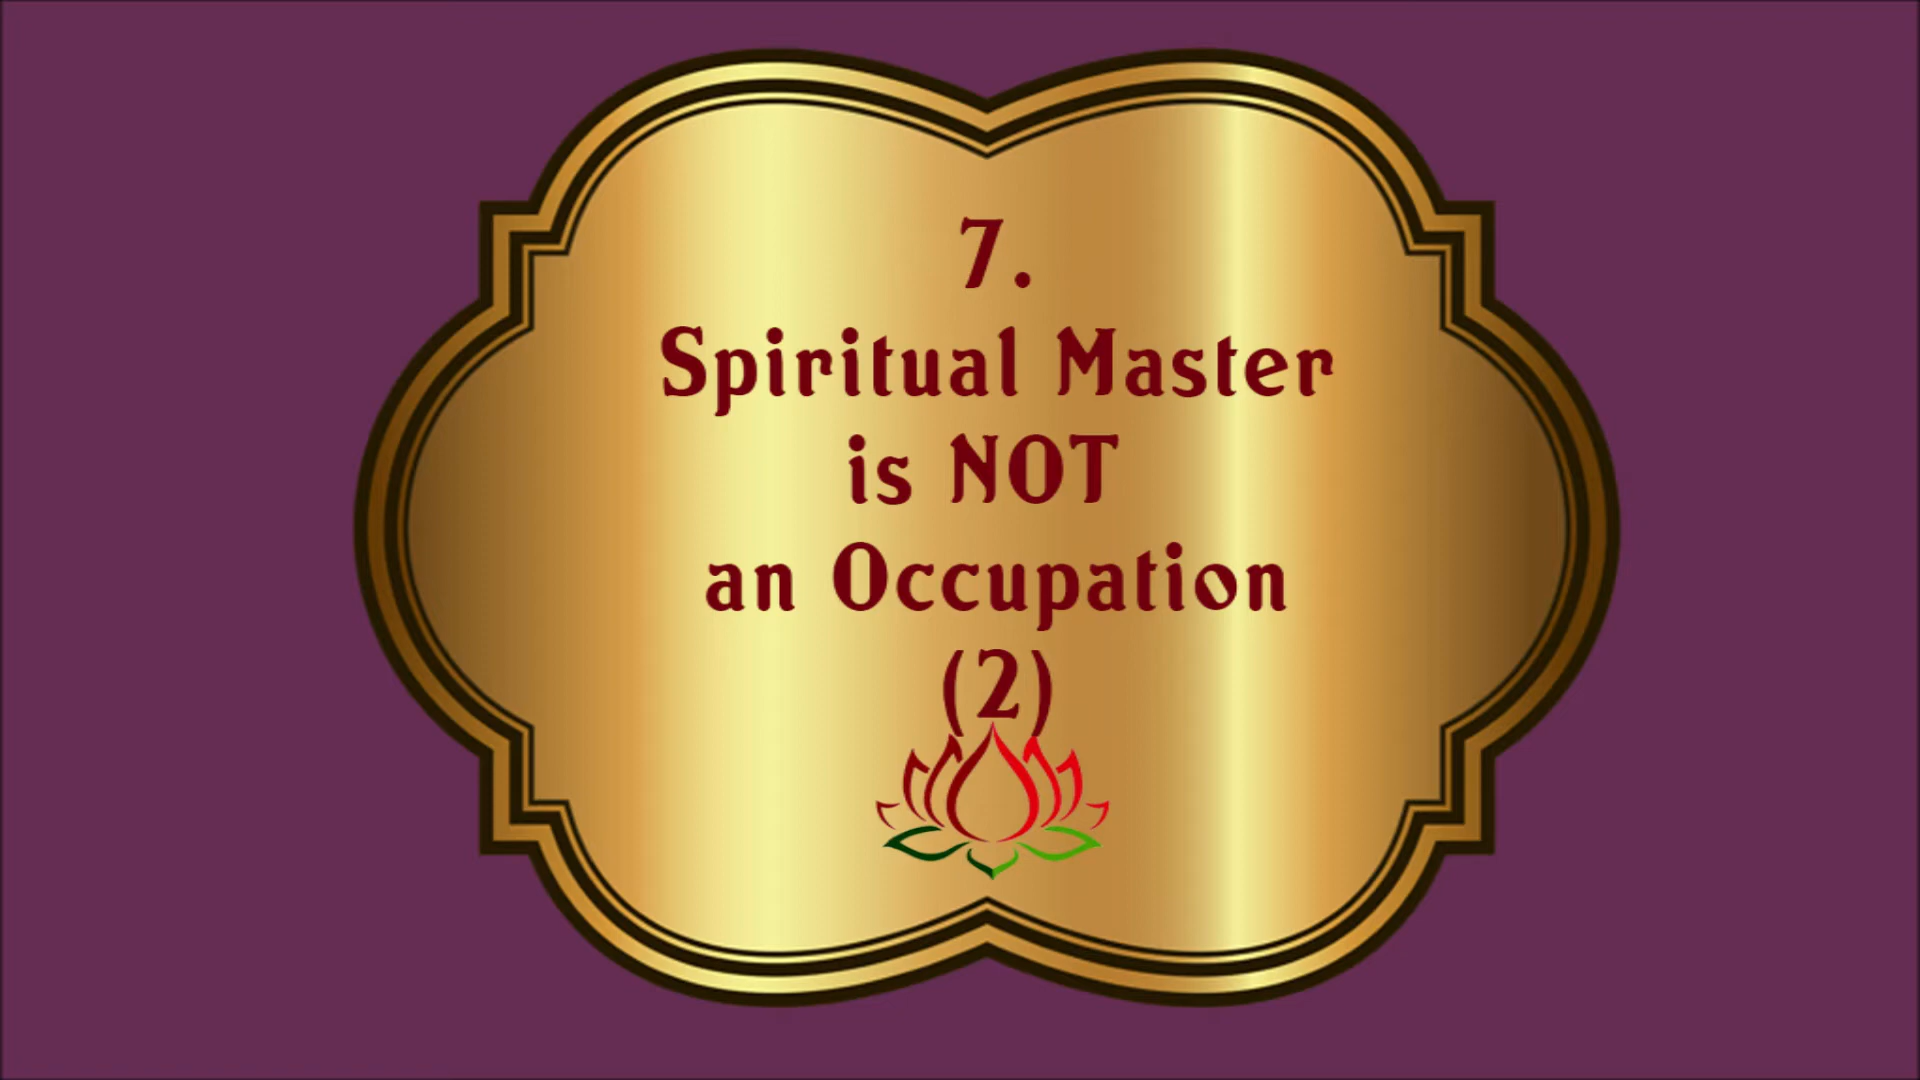 7.
Spiritual Master
is NOT
an Occupation
(2)